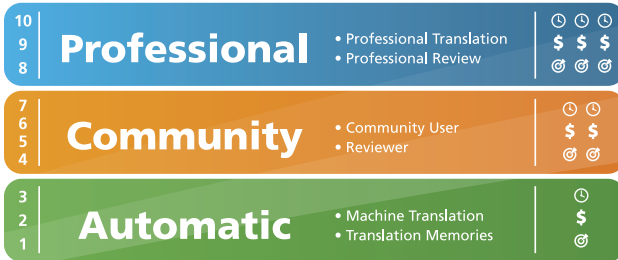 10
9
8
Professional
• Professional Translation
• Professional Review
$ $ $
7
6
5
4
Community
• Community User
• Reviewer
$ $
3
2
1
Automatic
• Machine Translation
• Translation Memories
$